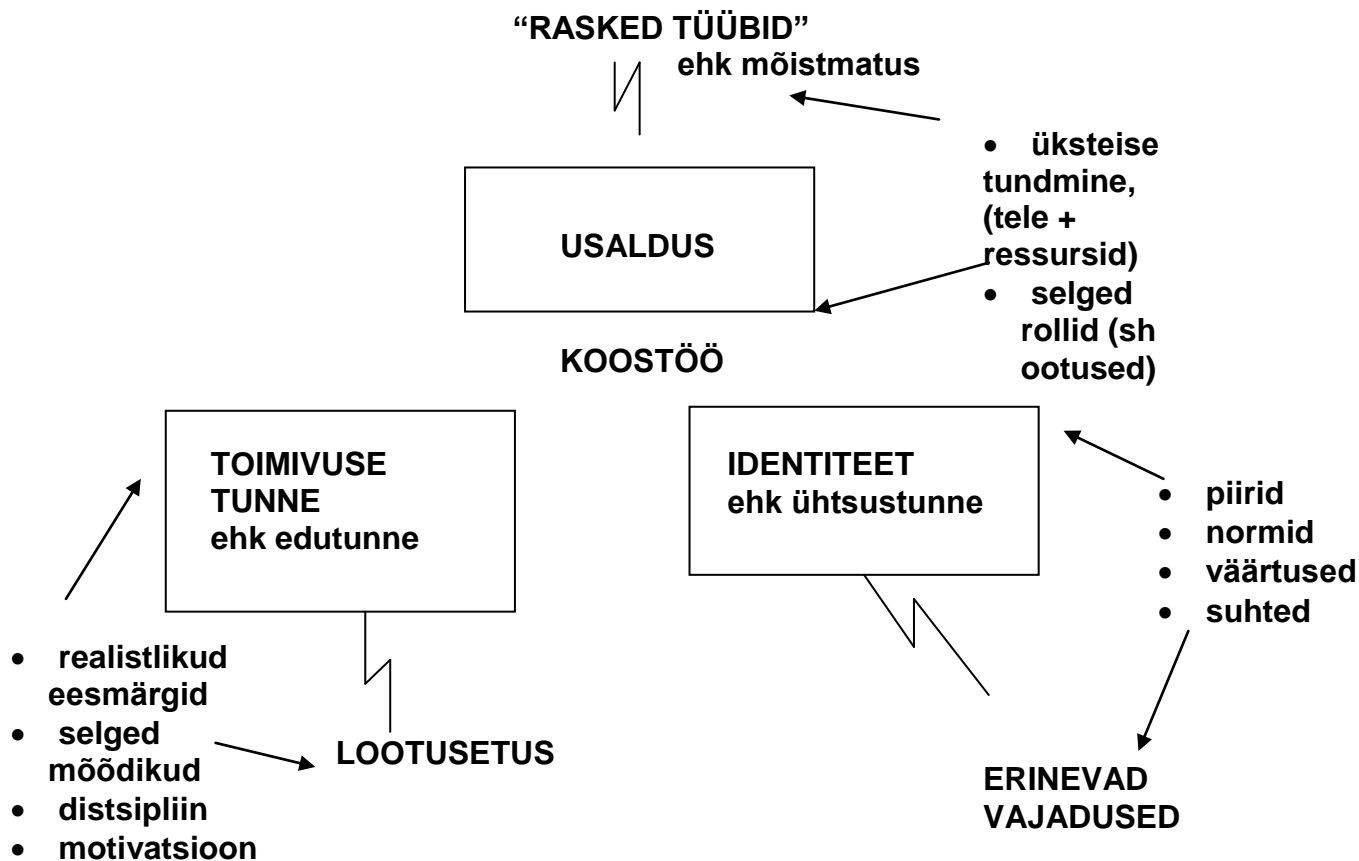 “RASKED TÜÜBID”
ehk mõistmatus
• üksteise
tundmine,
(tele +
ressursid)
• selged
rollid (sh
ootused)
USALDUS
KOOSTÖÖ
TOIMIVUSE
TUNNE
ehk edutunne
IDENTITEET
ehk ühtsustunne
• piirid
• normid
• väärtused
• suhted
• realistlikud
eesmärgid
• selged
mõõdikud
• distsipliin
• motivatsioon
LOOTUSETUS
ERINEVAD
VAJADUSED